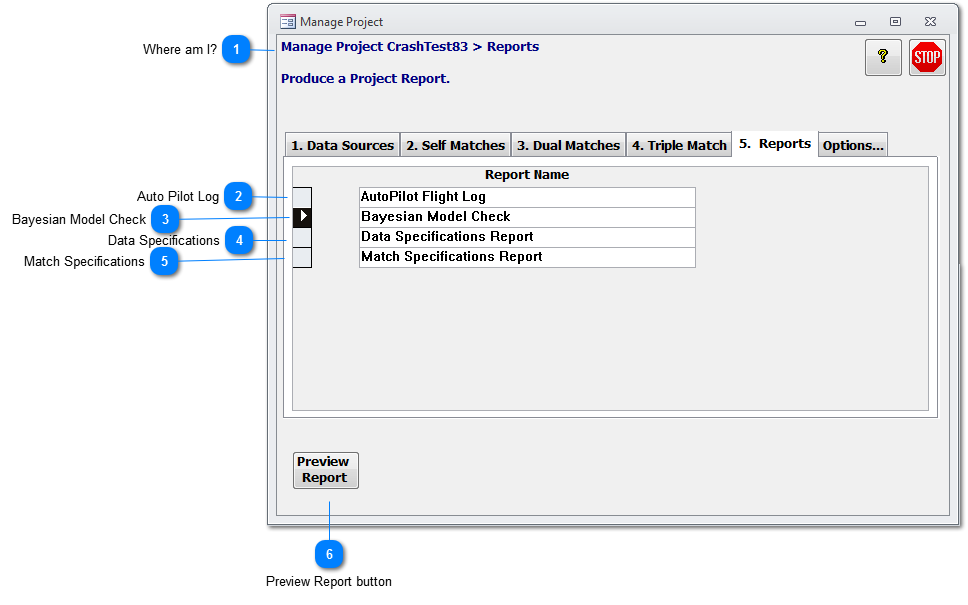 Manage Project
Where am I? 1
Manage Project CrashTest83 > Reports
Produce a Project Report.
? STOP
1. Data Sources 2. Self Matches 3. Dual Matches 4. Triple Match 5. Reports Options...
Report Name
Auto Pilot Log 2
AutoPilot Flight Log
Bayesian Model Check 3
Bayesian Model Check
Data Specifications 4
Data Specifications Report
Match Specifications 5
Match Specifications Report
Preview
Report
6
Preview Report button